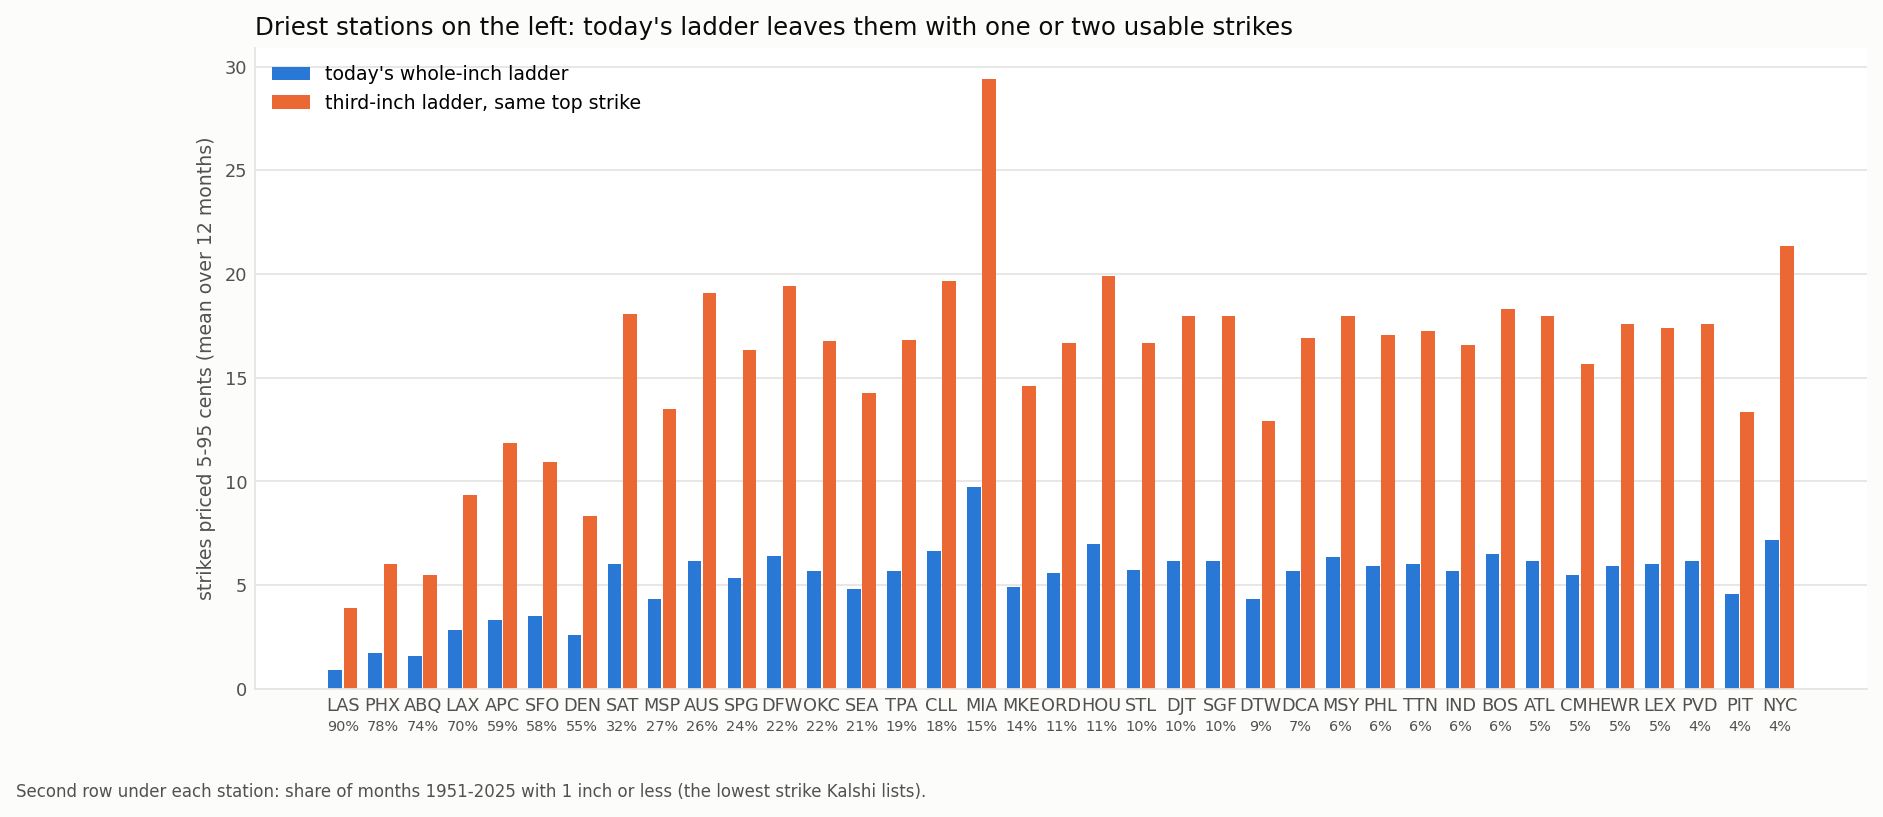 Driest stations on the left: today's ladder leaves them with one or two usable strikes
today's whole-inch ladder
third-inch ladder, same top strike
strikes priced 5-95 cents (mean over 12 months)
30
25
20
15
10
5
0
LAS PHX ABQ LAX APC SFO DEN SAT MSP AUS SPG DFW OKC SEA TPA CLL MIA MKE ORD HOU STL DJT SGF DTW DCA MSY PHL TTN IND BOS ATL CMH EWR LEX PVD PIT NYC
90% 78% 74% 70% 59% 58% 55% 32% 27% 26% 24% 22% 22% 21% 19% 18% 15% 14% 11% 11% 10% 10% 10% 9% 7% 6% 6% 6% 6% 6% 5% 5% 5% 5% 4% 4% 4%
Second row under each station: share of months 1951-2025 with 1 inch or less (the lowest strike Kalshi lists).